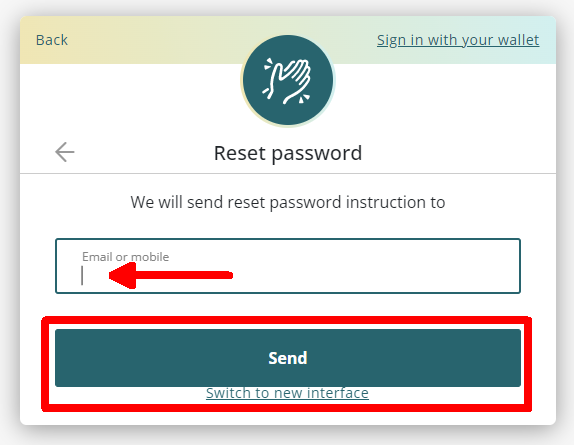 Back
Sign in with your wallet
Reset password
We will send reset password instruction to
Email or mobile
Send
Switch to new interface